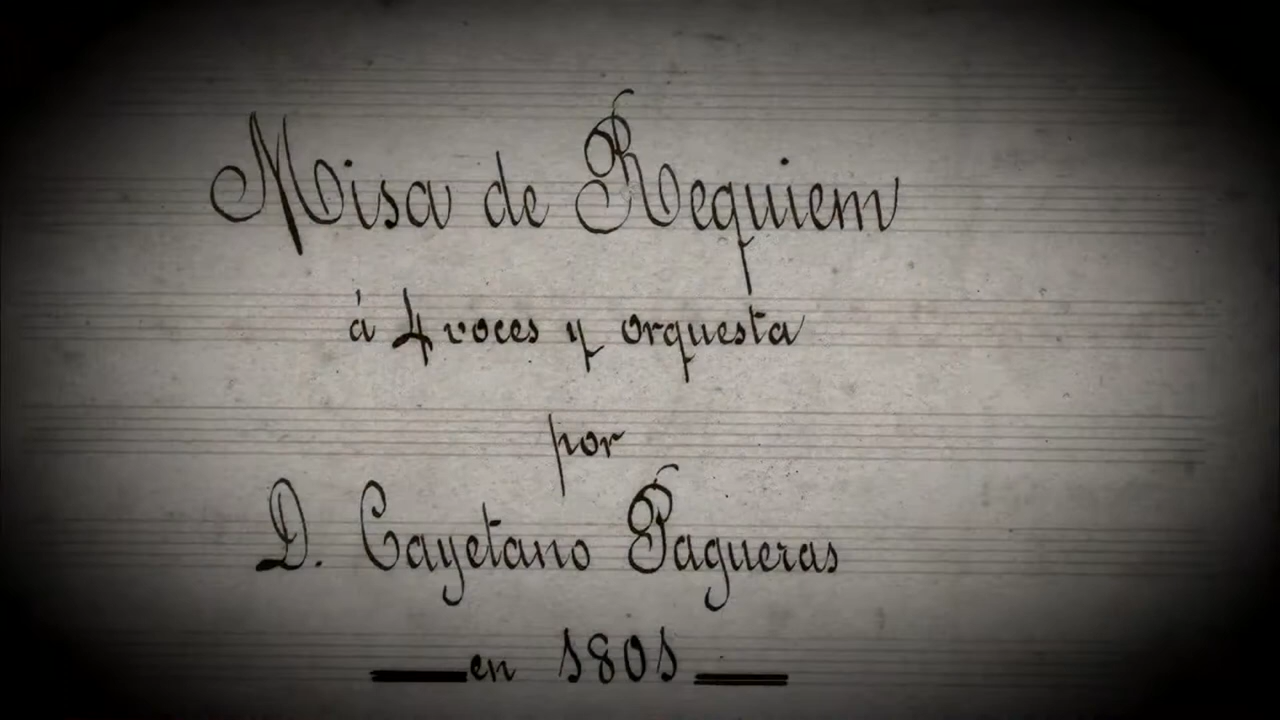 Misa de Requiem
á 4 voces y orquesta
por
D. Cayetano Pagueras
en 1801